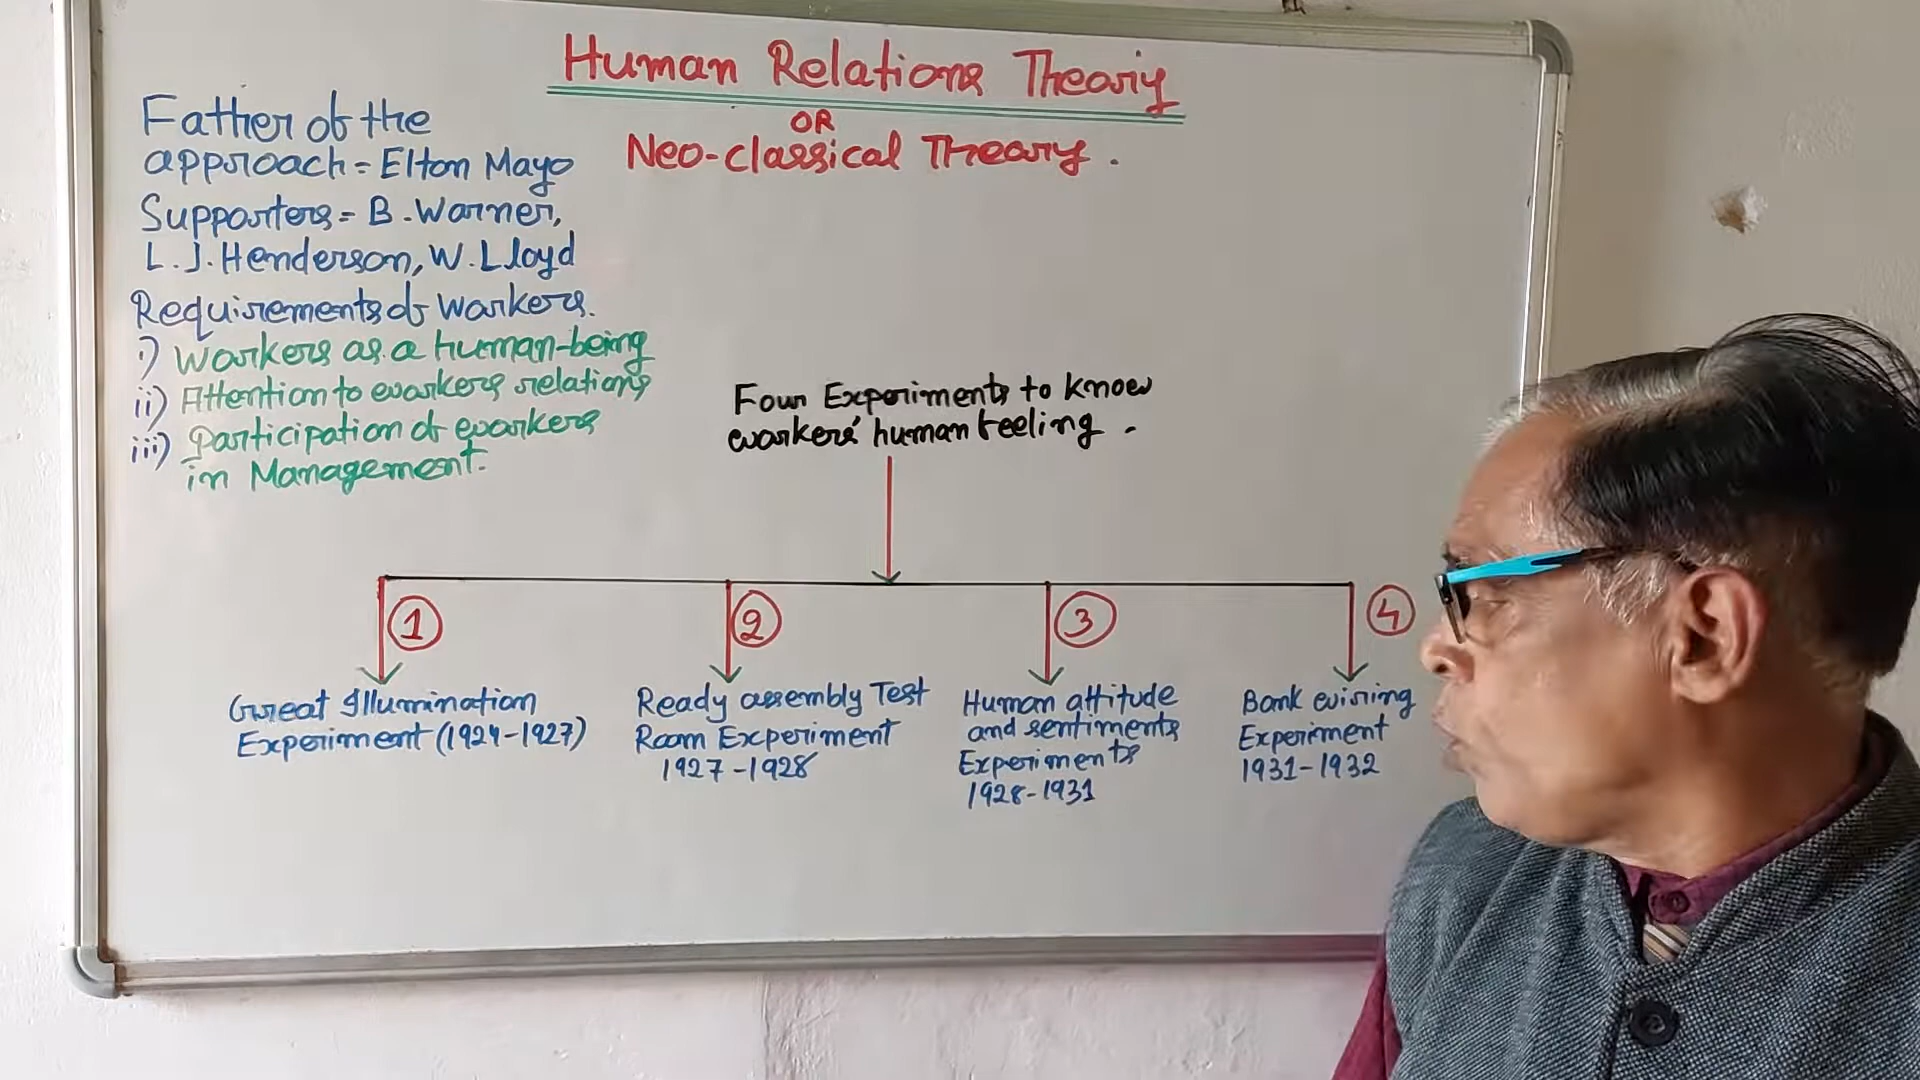 Human Relations Theory
OR
Neo-classical Theory.
Father of the
approach = Elton Mayo
Supporters = B. Warner,
L. J. Henderson, W. Lloyd
Requirements of workers.
i) Workers as a human-being
ii) Attention to workers relations
iii) Participation of workers
in Management.
Four Experiments to know
workers' human feeling.
1
2
3
4
Great Illumination
Experiment (1924-1927)
Ready assembly Test
Room Experiment
1927-1928
Human attitude
and sentiments
Experiments
1928-1931
Bank wiring
Experiment
1931-1932